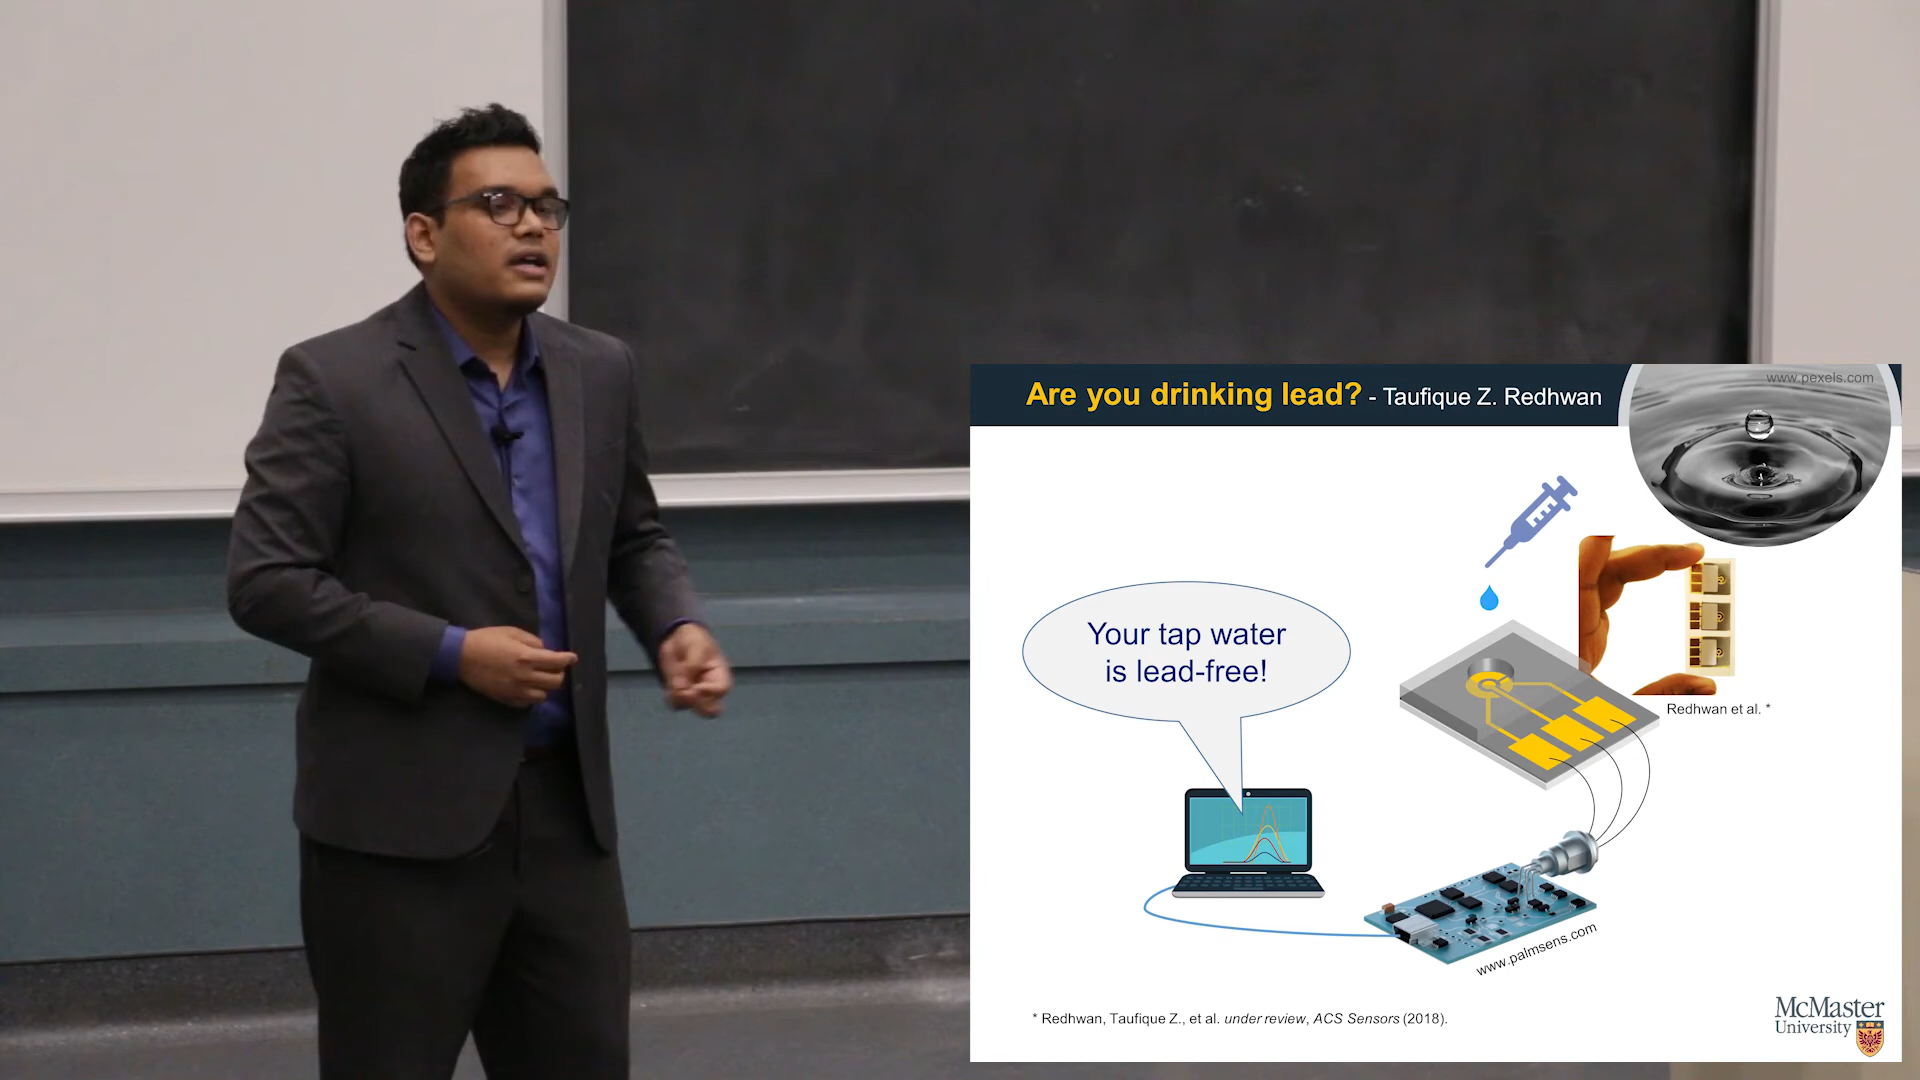 Are you drinking lead? - Taufique Z. Redhwan
www.pexels.com
Your tap water
is lead-free!
Redhwan et al. *
www.palmsens.com
* Redhwan, Taufique Z., et al. under review, ACS Sensors (2018).
McMaster
University